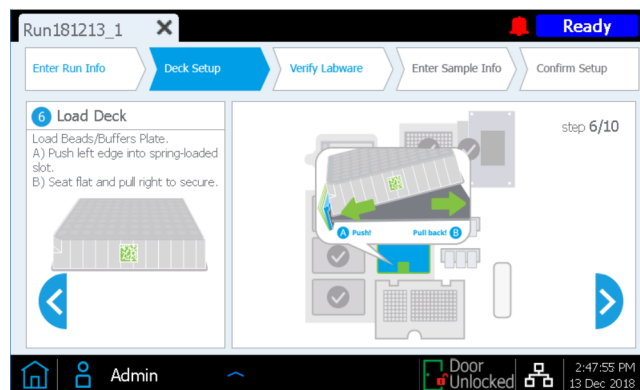 Run181213_1
Ready
Enter Run Info
Deck Setup
Verify Labware
Enter Sample Info
Confirm Setup
6 Load Deck
Load Beads/Buffers Plate.
A) Push left edge into spring-loaded
slot.
B) Seat flat and pull right to secure.
step 6/10
A Push!
Pull back! B
Admin
Door
Unlocked
2:47:55 PM
13 Dec 2018